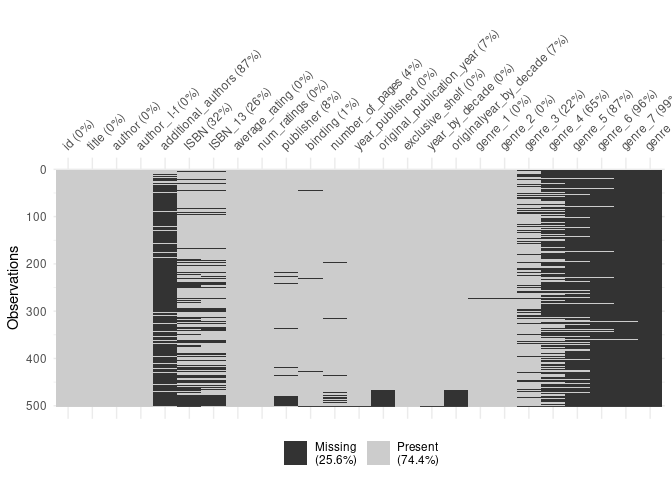 id (0%)
title (0%)
author (0%)
author_l-f (0%)
additional_authors (87%)
ISBN (32%)
ISBN_13 (26%)
average_rating (0%)
num_ratings (0%)
publisher (8%)
binding (1%)
number_of_pages (4%)
year_published (0%)
original_publication_year (7%)
exclusive_shelf (0%)
year_by_decade (0%)
originalyear_by_decade (7%)
genre_1 (0%)
genre_2 (0%)
genre_3 (22%)
genre_4 (65%)
genre_5 (87%)
genre_6 (96%)
genre_7 (99%
genre
0
100
200
300
400
500
Observations
Missing
(25.6%)
Present
(74.4%)